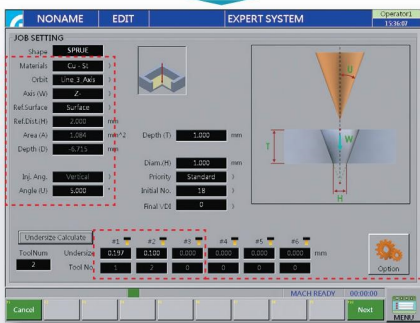 NONAME EDIT EXPERT SYSTEM Operator1
15:36:07
JOB SETTING
Shape SPRUE
Materials Cu - St
Orbit Line_3_Axis
Axis (W) Z-
Ref.Surface Surface
Ref.Dist.(H) 2.000 mm
Area (A) 1.084 mm^2
Depth (T) 1.000 mm
Depth (D) -6.715 mm
Diam.(H) 1.000 mm
Inj. Ang. Vertical
Priority Standard
Angle (U) 5.000 °
Initial No. 18
Final VDI 0
U
T
W
H
Undersize Calculate
#1 #2 #3 #4 #5 #6
ToolNum Undersize 0.197 0.100 0.000 0.000 0.000 0.000 mm
2 Tool No. 1 2 0 0 0 0
Option
MACH READY 00:00:00
Cancel Next MENU